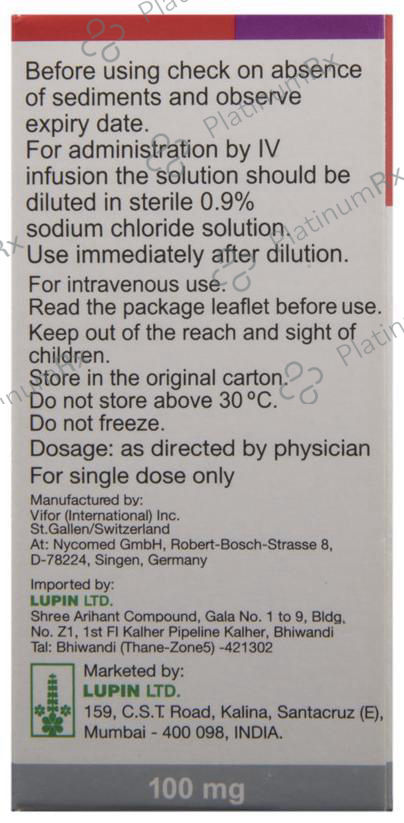 Before using check on absence
of sediments and observe
expiry date.
For administration by IV
infusion the solution should be
diluted in sterile 0.9%
sodium chloride solution.
Use immediately after dilution.
For intravenous use.
Read the package leaflet before use.
Keep out of the reach and sight of
children.
Store in the original carton.
Do not store above 30 ºC.
Do not freeze.
Dosage: as directed by physician
For single dose only
Manufactured by:
Vifor (International) Inc.
St.Gallen/Switzerland
At: Nycomed GmbH, Robert-Bosch-Strasse 8,
D-78224, Singen, Germany
Imported by:
LUPIN LTD.
Shree Arihant Compound, Gala No. 1 to 9, Bldg,
No. Z1, 1st Fl Kalher Pipeline Kalher, Bhiwandi
Tal: Bhiwandi (Thane-Zone5) -421302
Marketed by:
LUPIN LTD.
159, C.S.T. Road, Kalina, Santacruz (E),
Mumbai - 400 098, INDIA.
100 mg
PlatinumRx
PlatinumRx